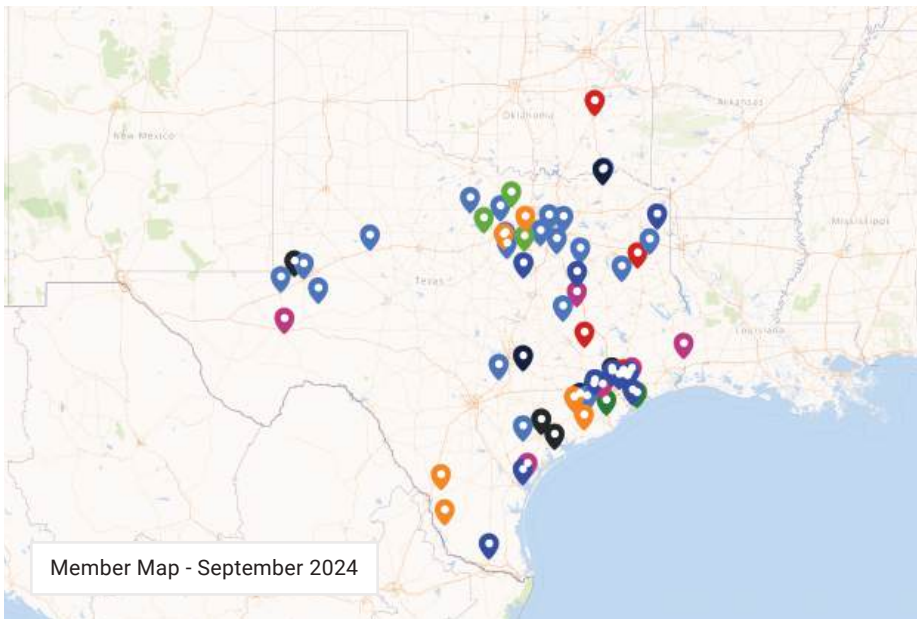 Oklahoma
Arkansas
New Mexico
Mississippi
Texas
Louisiana
Member Map - September 2024